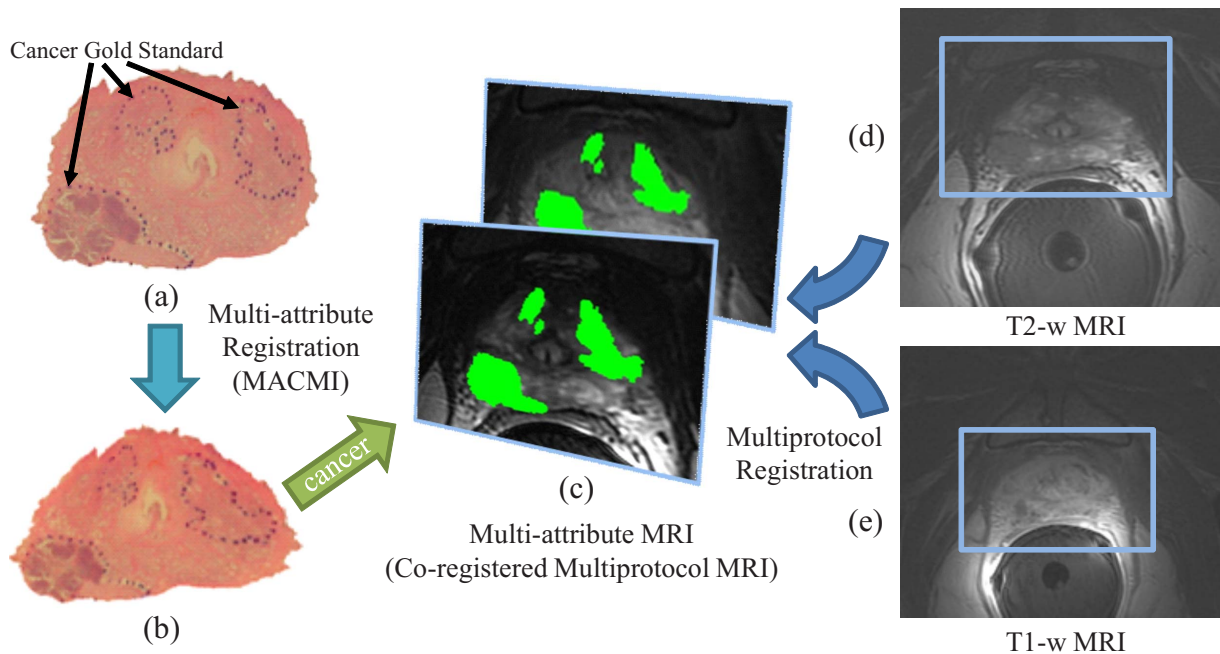 Cancer Gold Standard
(a)
Multi-attribute
Registration
(MACMI)
(b)
cancer
(c)
Multi-attribute MRI
(Co-registered Multiprotocol MRI)
(d)
T2-w MRI
Multiprotocol
Registration
(e)
T1-w MRI